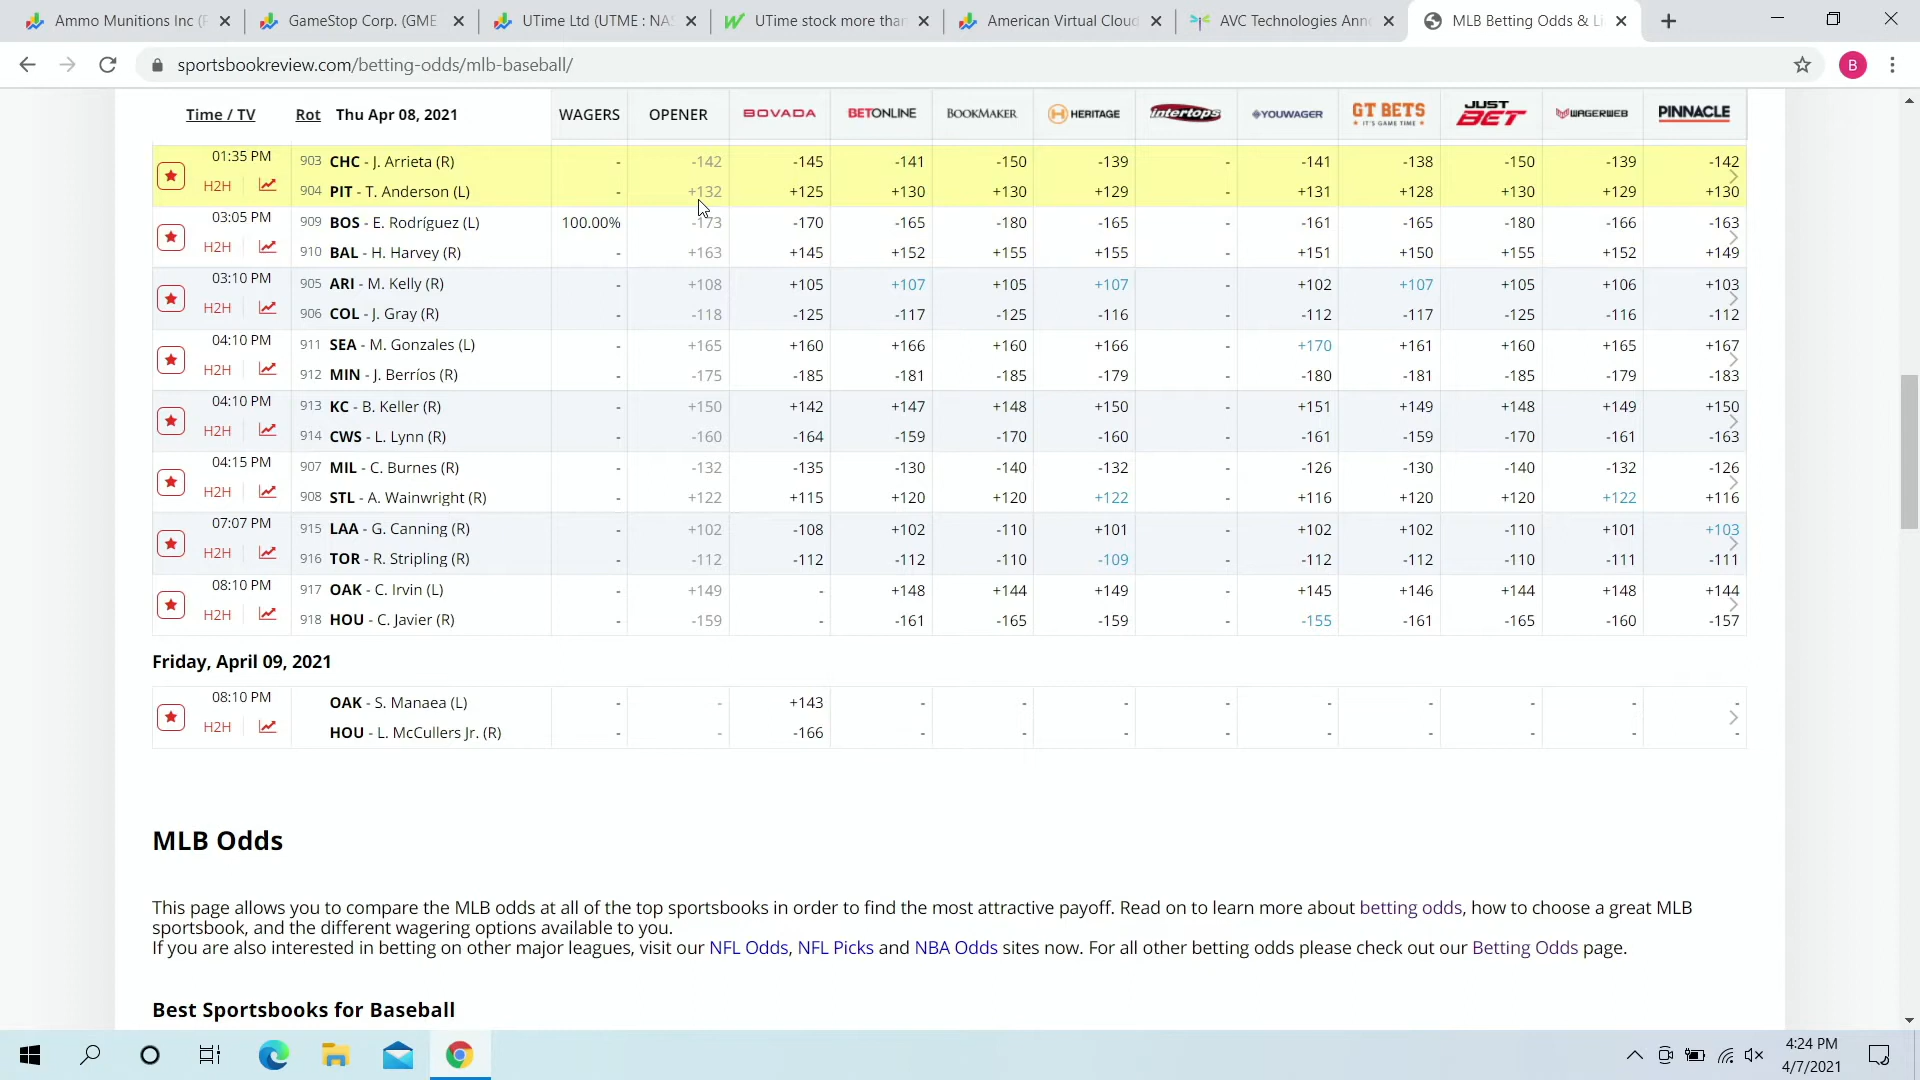 Ammo Munitions Inc (P
GameStop Corp. (GME
UTime Ltd (UTME : NAS
UTime stock more than
American Virtual Cloud
AVC Technologies Anno
MLB Betting Odds & Li
sportsbookreview.com/betting-odds/mlb-baseball/
B
Time / TV Rot Thu Apr 08, 2021 WAGERS OPENER BOVADA BETONLINE BOOKMAKER HERITAGE Intertops YOUWAGER GT BETS IT'S GAME TIME JUST BET WAGERWEB PINNACLE
01:35 PM 903 CHC - J. Arrieta (R) - -142 -145 -141 -150 -139 - -141 -138 -150 -139 -142
H2H 904 PIT - T. Anderson (L) - +132 +125 +130 +130 +129 - +131 +128 +130 +129 +130
03:05 PM 909 BOS - E. Rodríguez (L) 100.00% -173 -170 -165 -180 -165 - -161 -165 -180 -166 -163
H2H 910 BAL - H. Harvey (R) - +163 +145 +152 +155 +155 - +151 +150 +155 +152 +149
03:10 PM 905 ARI - M. Kelly (R) - +108 +105 +107 +105 +107 - +102 +107 +105 +106 +103
H2H 906 COL - J. Gray (R) - -118 -125 -117 -125 -116 - -112 -117 -125 -116 -112
04:10 PM 911 SEA - M. Gonzales (L) - +165 +160 +166 +160 +166 - +170 +161 +160 +165 +167
H2H 912 MIN - J. Berríos (R) - -175 -185 -181 -185 -179 - -180 -181 -185 -179 -183
04:10 PM 913 KC - B. Keller (R) - +150 +142 +147 +148 +150 - +151 +149 +148 +149 +150
H2H 914 CWS - L. Lynn (R) - -160 -164 -159 -170 -160 - -161 -159 -170 -161 -163
04:15 PM 907 MIL - C. Burnes (R) - -132 -135 -130 -140 -132 - -126 -130 -140 -132 -126
H2H 908 STL - A. Wainwright (R) - +122 +115 +120 +120 +122 - +116 +120 +120 +122 +116
07:07 PM 915 LAA - G. Canning (R) - +102 -108 +102 -110 +101 - +102 +102 -110 +101 +103
H2H 916 TOR - R. Stripling (R) - -112 -112 -112 -110 -109 - -112 -112 -110 -111 -111
08:10 PM 917 OAK - C. Irvin (L) - +149 - +148 +144 +149 - +145 +146 +144 +148 +144
H2H 918 HOU - C. Javier (R) - -159 - -161 -165 -159 - -155 -161 -165 -160 -157
Friday, April 09, 2021
08:10 PM OAK - S. Manaea (L) - - +143 - - - - - - - - -
H2H HOU - L. McCullers Jr. (R) - - -166 - - - - - - - - -
MLB Odds
This page allows you to compare the MLB odds at all of the top sportsbooks in order to find the most attractive payoff. Read on to learn more about betting odds, how to choose a great MLB
sportsbook, and the different wagering options available to you.
If you are also interested in betting on other major leagues, visit our NFL Odds, NFL Picks and NBA Odds sites now. For all other betting odds please check out our Betting Odds page.
Best Sportsbooks for Baseball
4:24 PM
4/7/2021